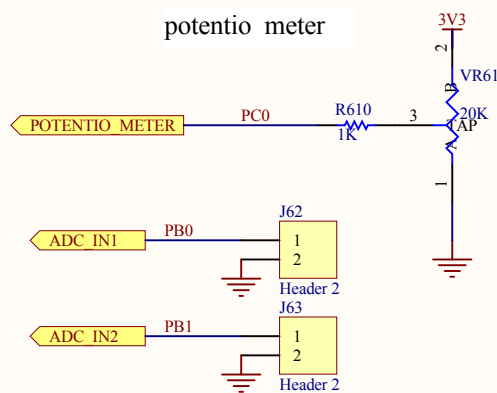 potentio meter
3V3
2
B
VR61
20K
TAP
A
3
1
R610
1K
PC0
POTENTIO_METER
J62
PB0
ADC_IN1
1
2
Header 2
J63
PB1
ADC_IN2
1
2
Header 2